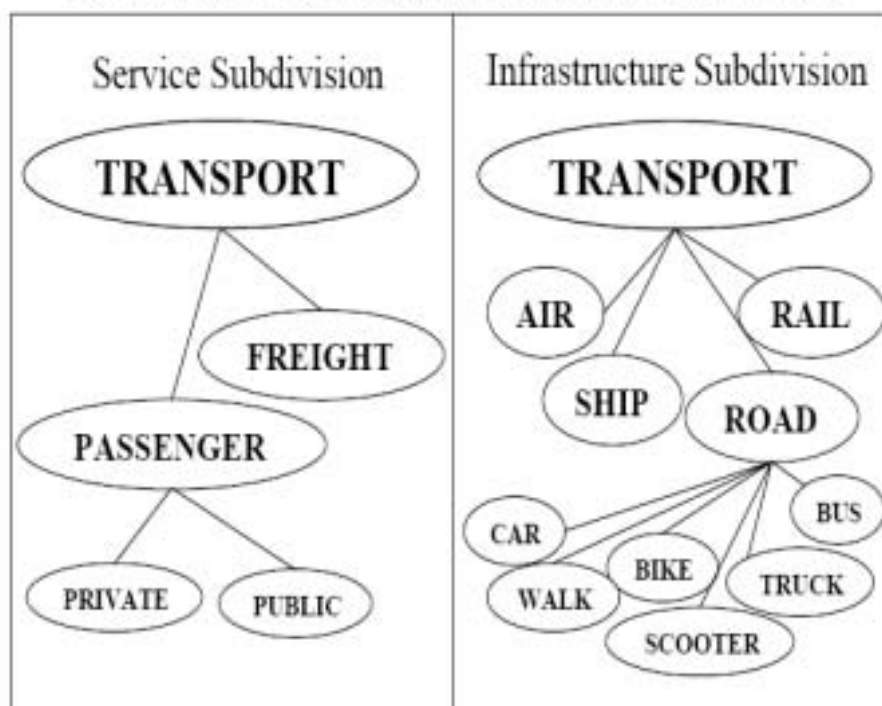 Service Subdivision
TRANSPORT
FREIGHT
PASSENGER
PRIVATE
PUBLIC
Infrastructure Subdivision
TRANSPORT
AIR
RAIL
SHIP
ROAD
CAR
BUS
WALK
BIKE
TRUCK
SCOOTER